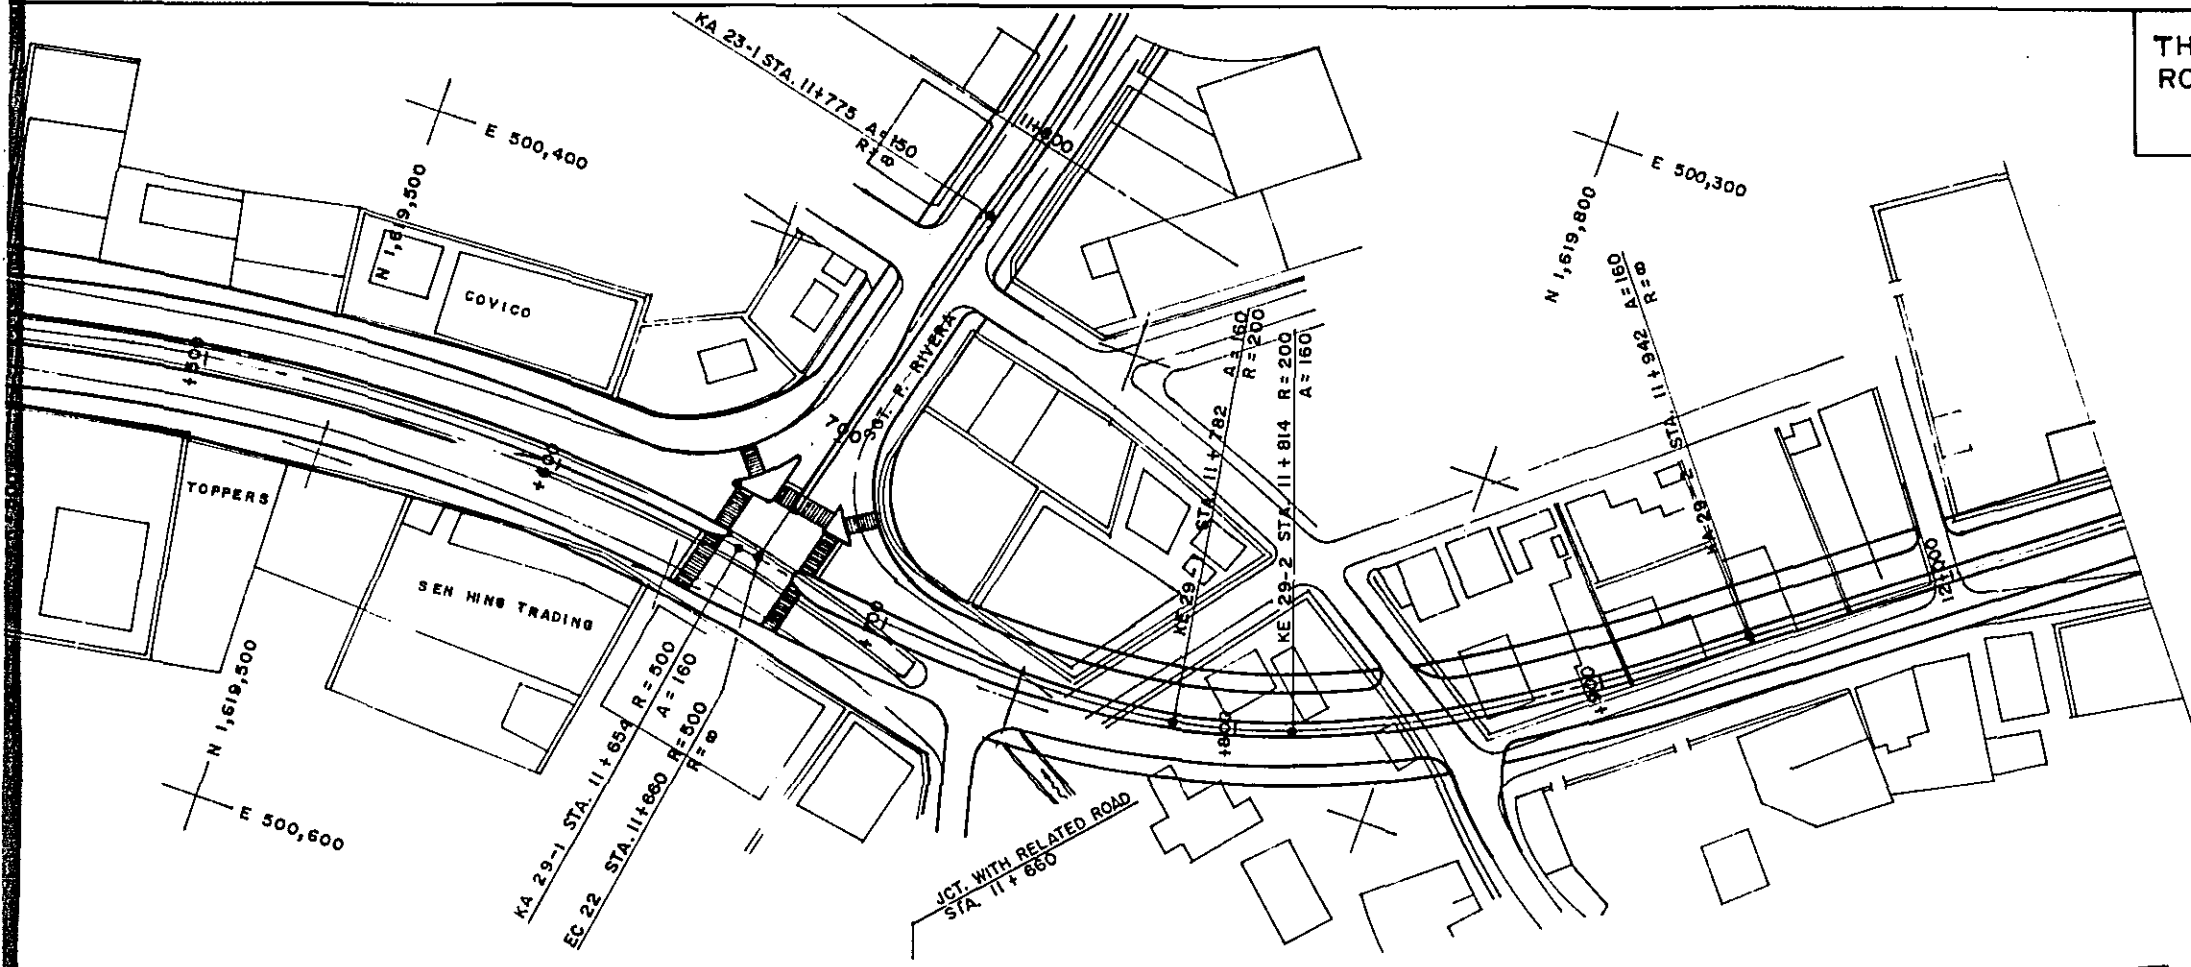 TH
RO
KA 23-1 STA. 11+775 A=150
R=∞
11+800
E 500,400
N 1,619,500
E 500,300
N 1,619,800
COVICO
SGT. F. RIVERA
700
+500
+600
+700
TOPPERS
SEN HING TRADING
A=160
R=200
KE 29-1 STA. 11+782
KE 29-2 STA. 11+814 R=200
A=160
KA 29-2 STA. 11+942 A=160
R=∞
+800
+900
12+000
N 1,619,500
E 500,600
KA 29-1 STA. 11+654 R=500
A=160
EC 22 STA. 11+660 R=500
R=∞
JCT. WITH RELATED ROAD
STA. 11+660